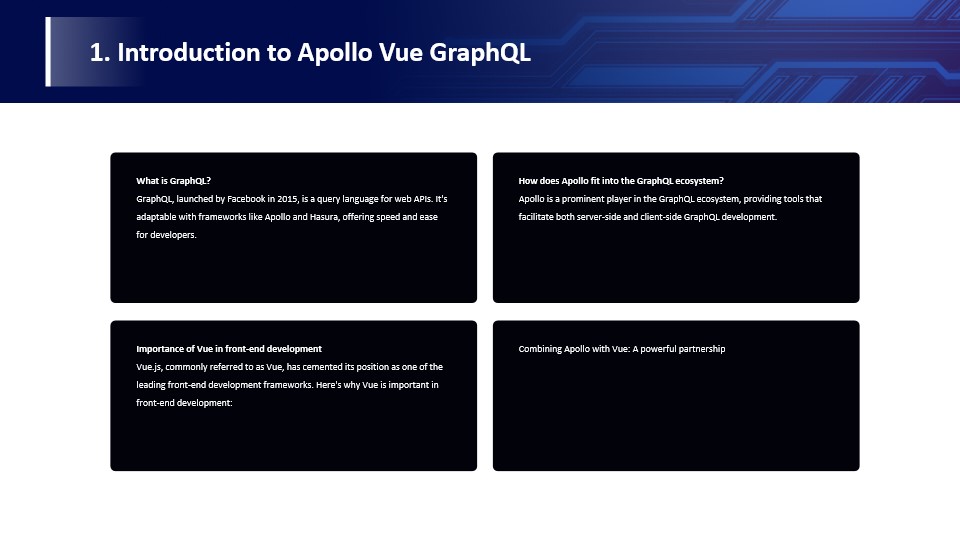 1. Introduction to Apollo Vue GraphQL
What is GraphQL?
GraphQL, launched by Facebook in 2015, is a query language for web APIs. It's
adaptable with frameworks like Apollo and Hasura, offering speed and ease
for developers.
How does Apollo fit into the GraphQL ecosystem?
Apollo is a prominent player in the GraphQL ecosystem, providing tools that
facilitate both server-side and client-side GraphQL development.
Importance of Vue in front-end development
Vue.js, commonly referred to as Vue, has cemented its position as one of the
leading front-end development frameworks. Here's why Vue is important in
front-end development:
Combining Apollo with Vue: A powerful partnership